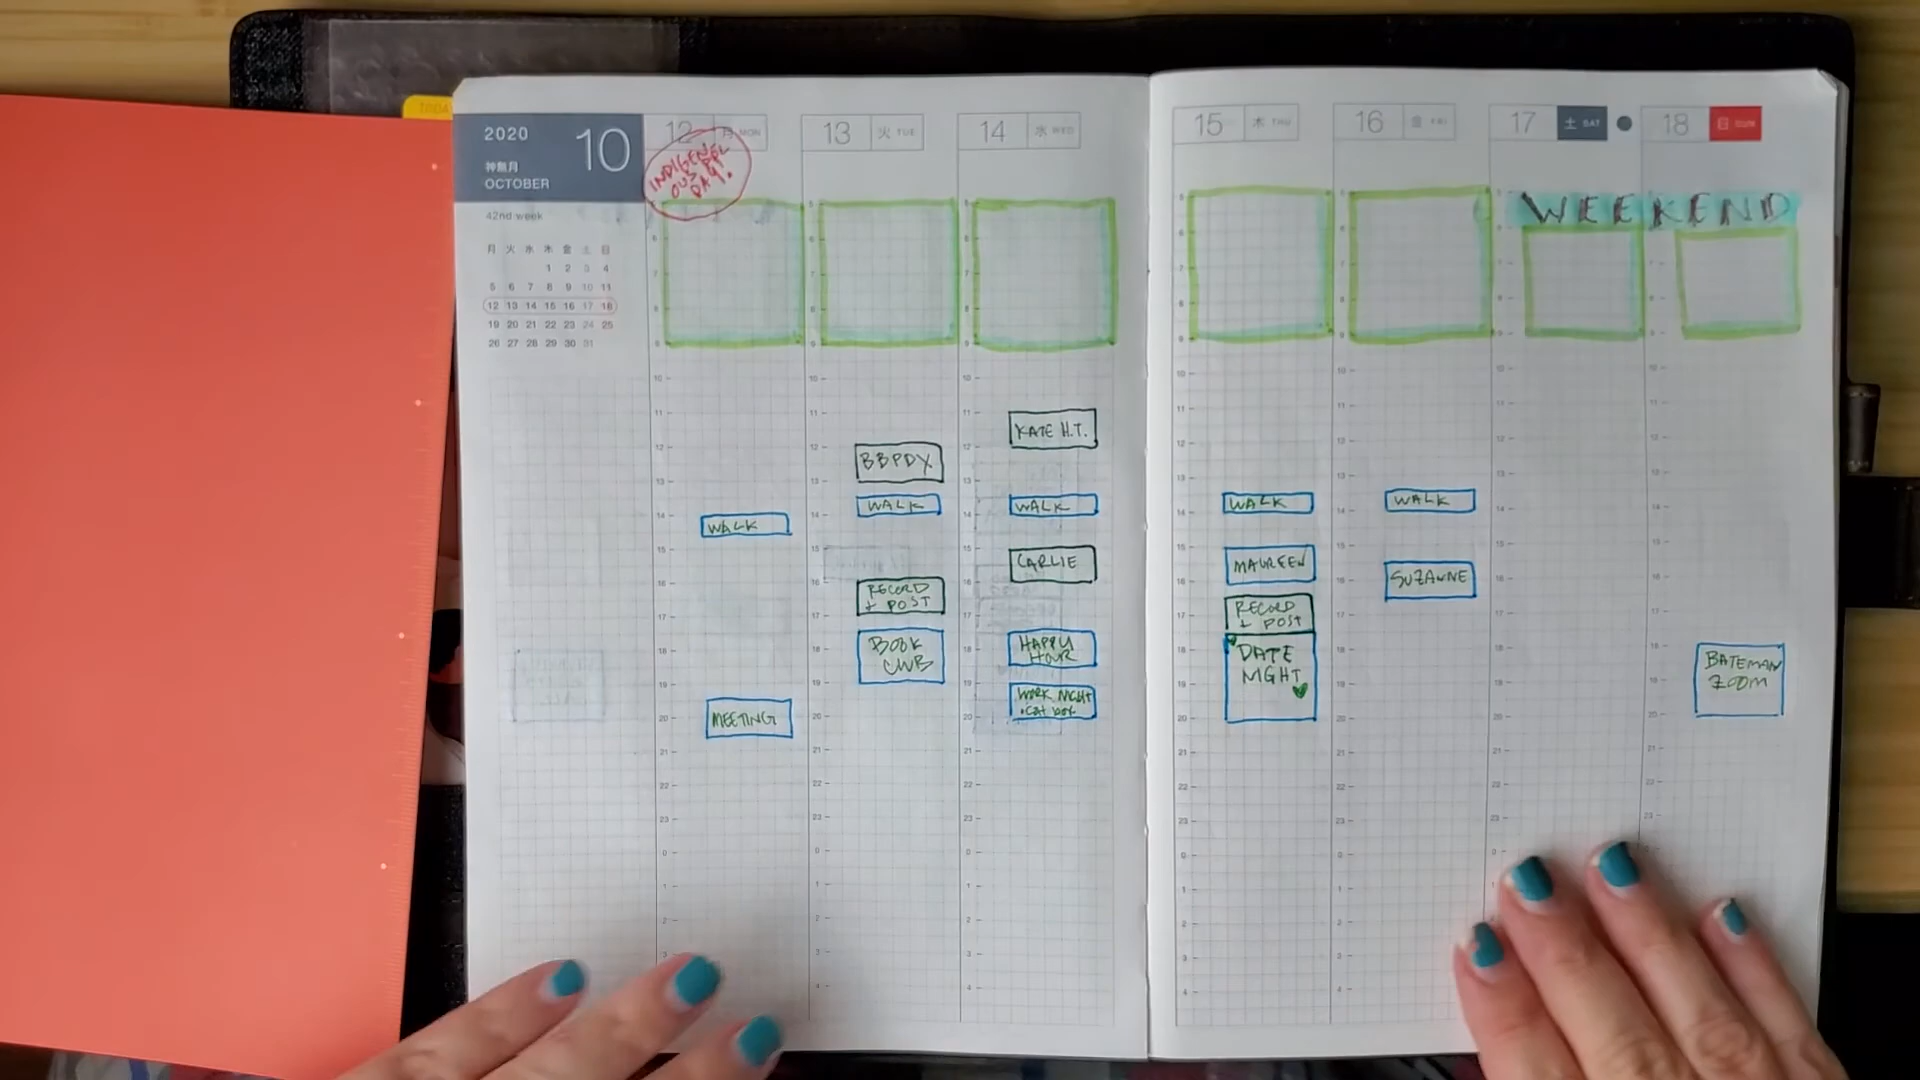 2020
10
神無月
OCTOBER
42nd week
月 火 水 木 金 土 日
1 2 3 4
5 6 7 8 9 10 11
12 13 14 15 16 17 18
19 20 21 22 23 24 25
26 27 28 29 30 31
12 月 MON
INDIGEN-
OUS PPL
DAY!
WALK
MEETING
13 火 TUE
BBPDX
WALK
RECORD
+ POST
BOOK
CLUB
14 水 WED
KATE H.T.
WALK
CARLIE
HAPPY
HOUR
WORK NIGHT
15 木 THU
WALK
MAUREEN
RECORD
+ POST
DATE
NIGHT
16 金 FRI
WALK
SUZANNE
17 土 SAT
18 日 SUN
WEEKEND
BATEMAN
ZOOM